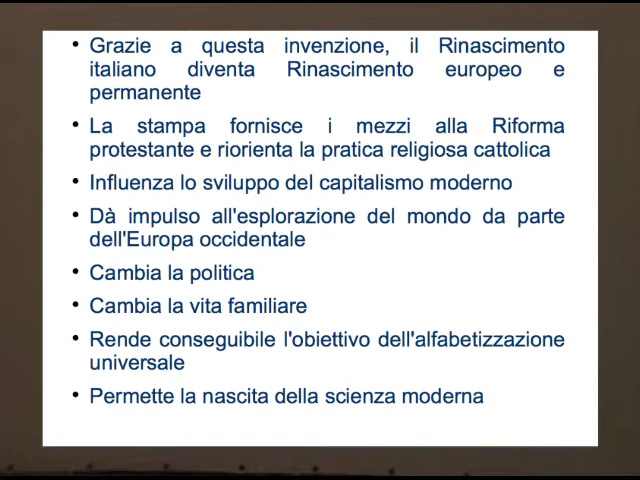 • Grazie a questa invenzione, il Rinascimento
italiano diventa Rinascimento europeo e
permanente
• La stampa fornisce i mezzi alla Riforma
protestante e riorienta la pratica religiosa cattolica
• Influenza lo sviluppo del capitalismo moderno
• Dà impulso all'esplorazione del mondo da parte
dell'Europa occidentale
• Cambia la politica
• Cambia la vita familiare
• Rende conseguibile l'obiettivo dell'alfabetizzazione
universale
• Permette la nascita della scienza moderna